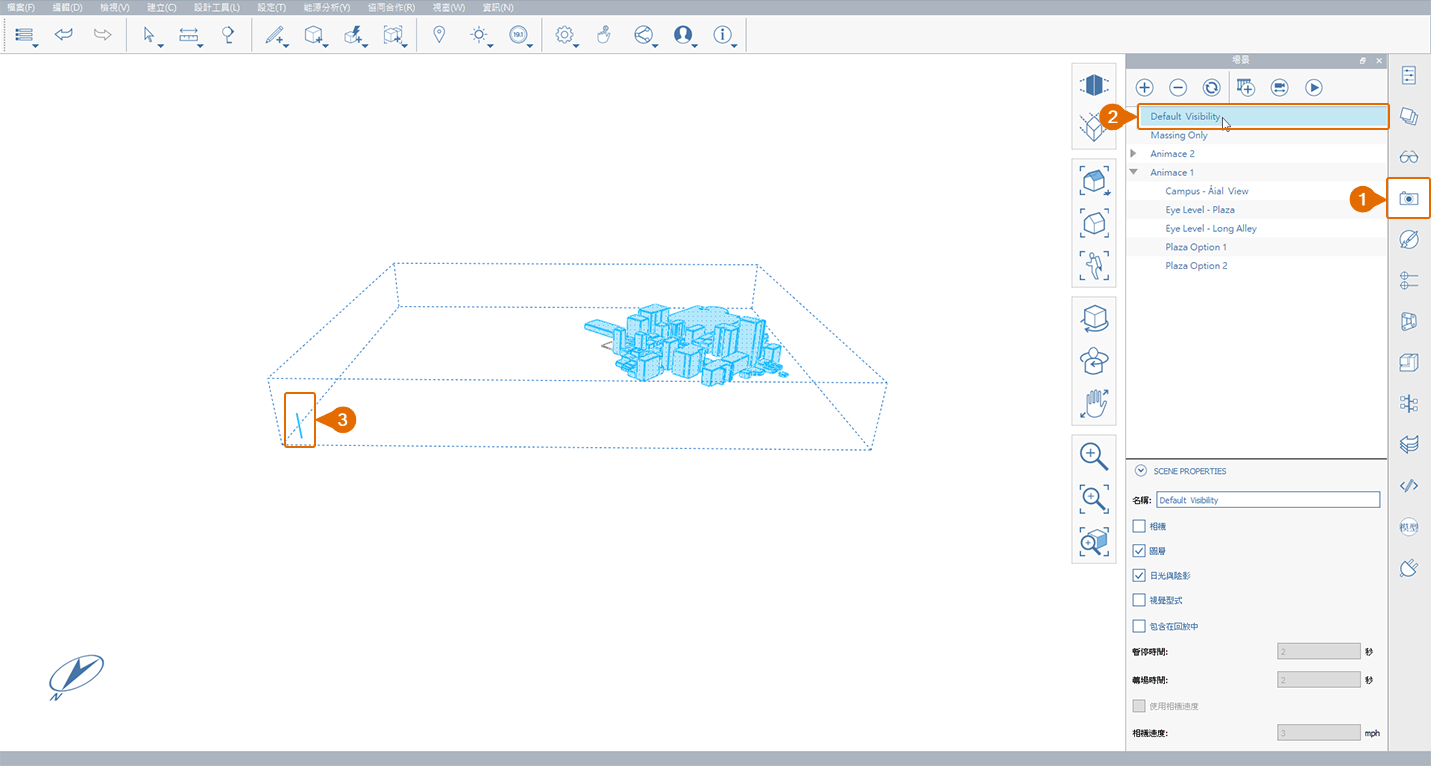 檔案(F) 編輯(D) 檢視(V) 建立(C) 設計工具(L) 設定(T) 能源分析(Y) 協同合作(R) 視窗(W) 資訊(N)
191
場景
2
Default Visibility
Massing Only
Animace 2
Animace 1
1
Campus - Âial View
Eye Level - Plaza
Eye Level - Long Alley
Plaza Option 1
Plaza Option 2
3
SCENE PROPERTIES
名稱: Default Visibility
相機
圖層
模型
日光與陰影
視覺型式
包含在回放中
暫停時間: 2 秒
轉場時間: 2 秒
使用相機速度
相機速度: 3 mph
N